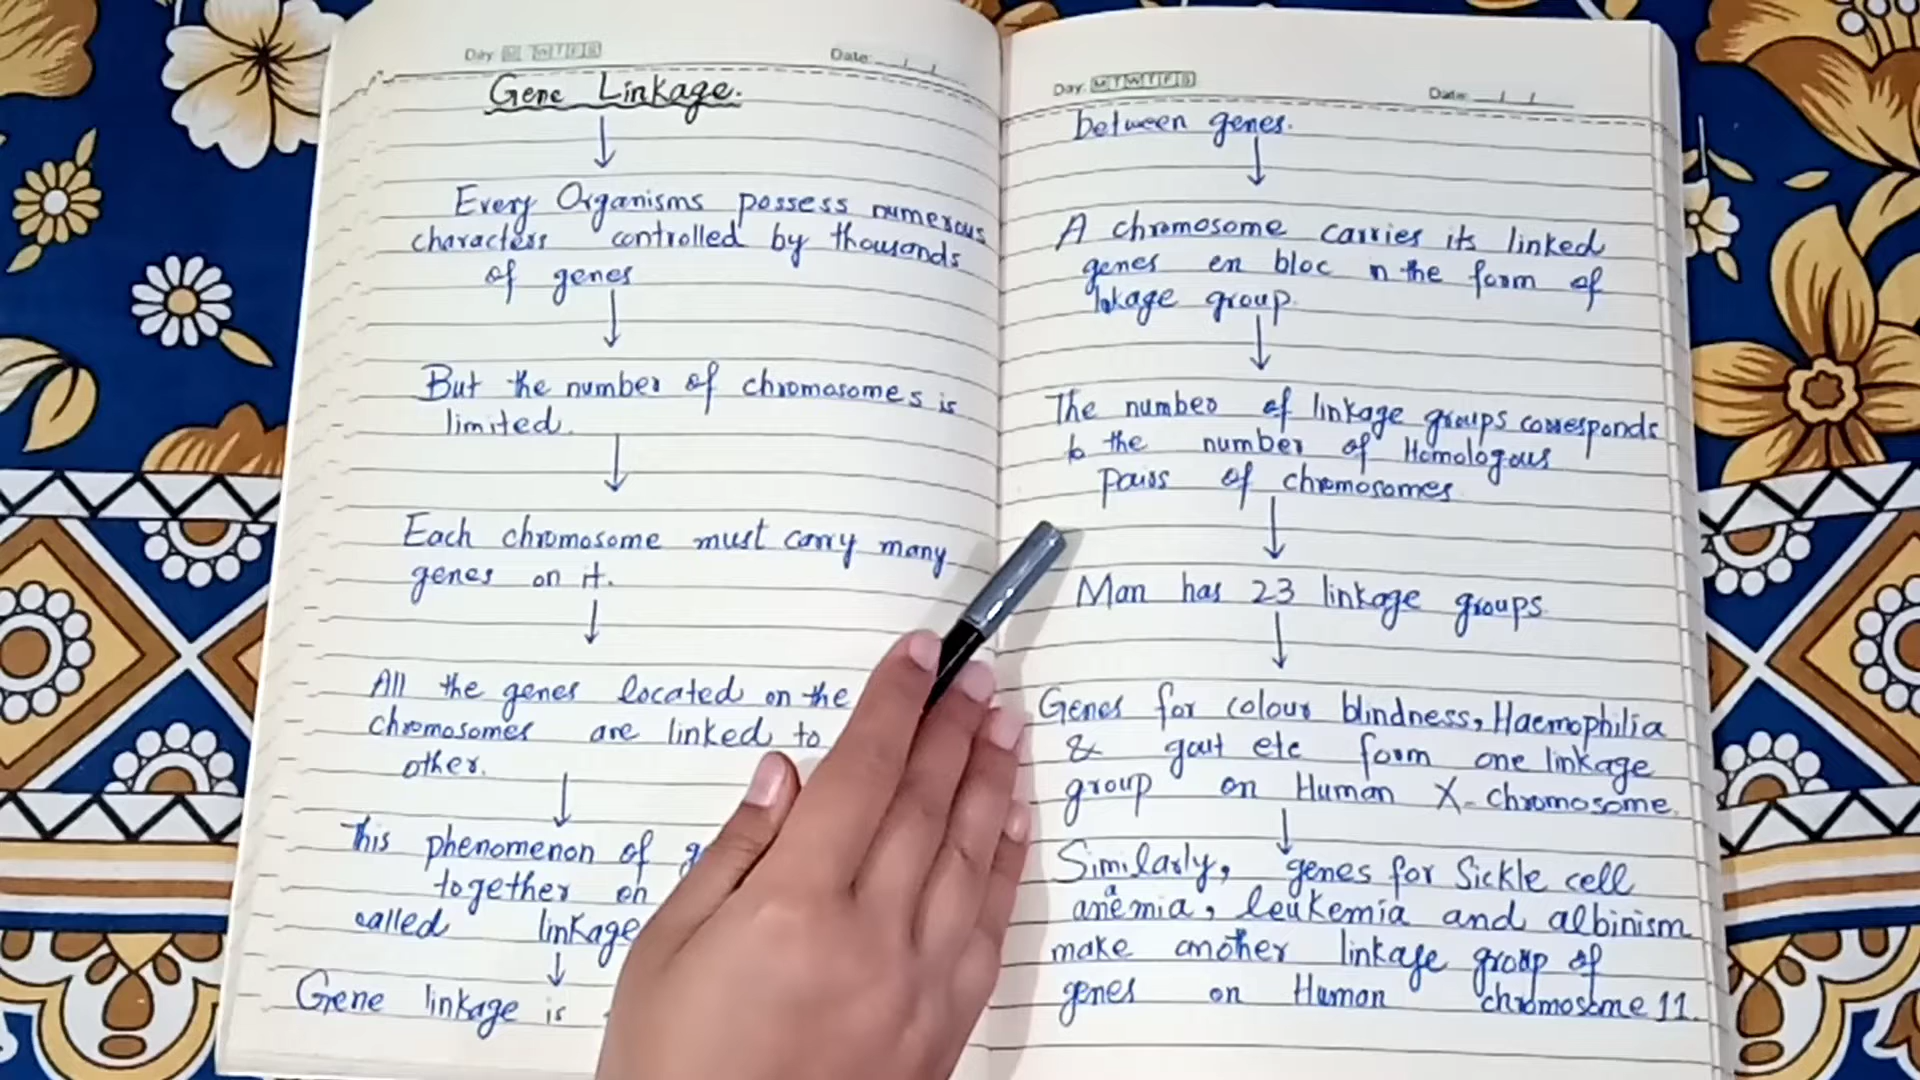 Day: Date: / /
Gene Linkage.
Every Organisms possess numerous
characters controlled by thousands
of genes
But the number of chromosomes is
limited.
Each chromosome must carry many
genes on it.
All the genes located on the
chromosomes are linked to
other.
This phenomenon of
together on
called linkage
Gene linkage is
Day: M T W T F S Date: / /
between genes.
A chromosome carries its linked
genes en bloc n the form of
group.
The number of linkage groups corresponds
to the number of Homologous
Pairs of chromosomes
Man has 23 linkage groups
Genes for colour blindness, Haemophilia
& gout etc form one linkage
group on Human X-chromosome.
Similarly, genes for Sickle cell
anaemia, leukemia and albinism
make another linkage group of
genes on Human chromosome 11.